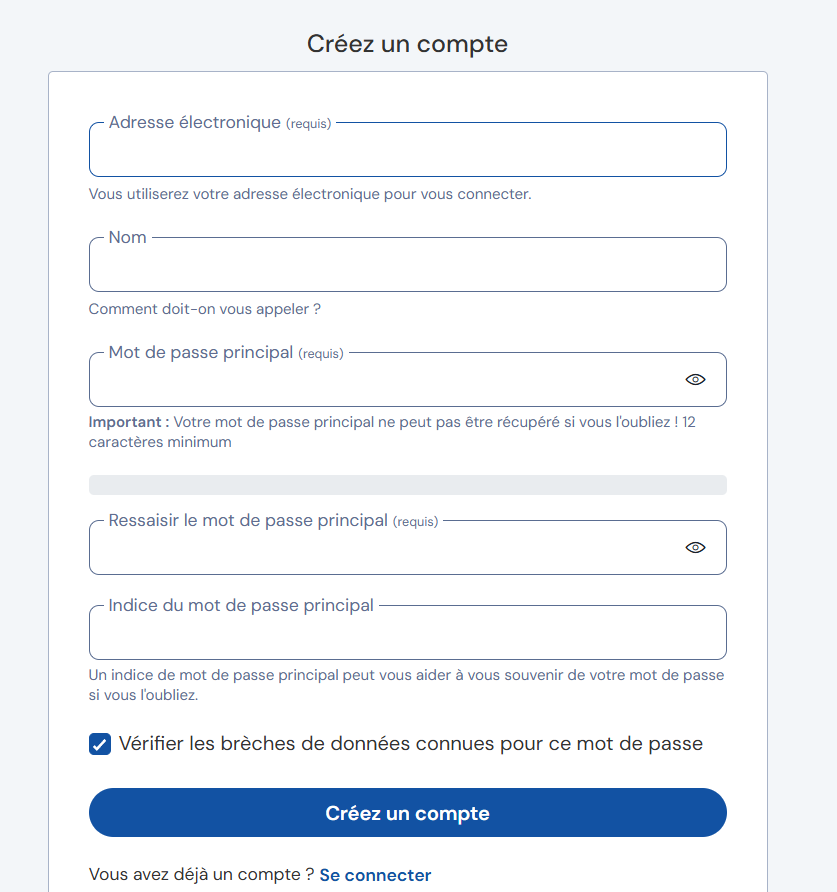 Créez un compte
Adresse électronique (requis)
Vous utiliserez votre adresse électronique pour vous connecter.
Nom
Comment doit-on vous appeler ?
Mot de passe principal (requis)
Important : Votre mot de passe principal ne peut pas être récupéré si vous l'oubliez ! 12
caractères minimum
Ressaisir le mot de passe principal (requis)
Indice du mot de passe principal
Un indice de mot de passe principal peut vous aider à vous souvenir de votre mot de passe
si vous l'oubliez.
Vérifier les brèches de données connues pour ce mot de passe
Créez un compte
Vous avez déjà un compte ? Se connecter